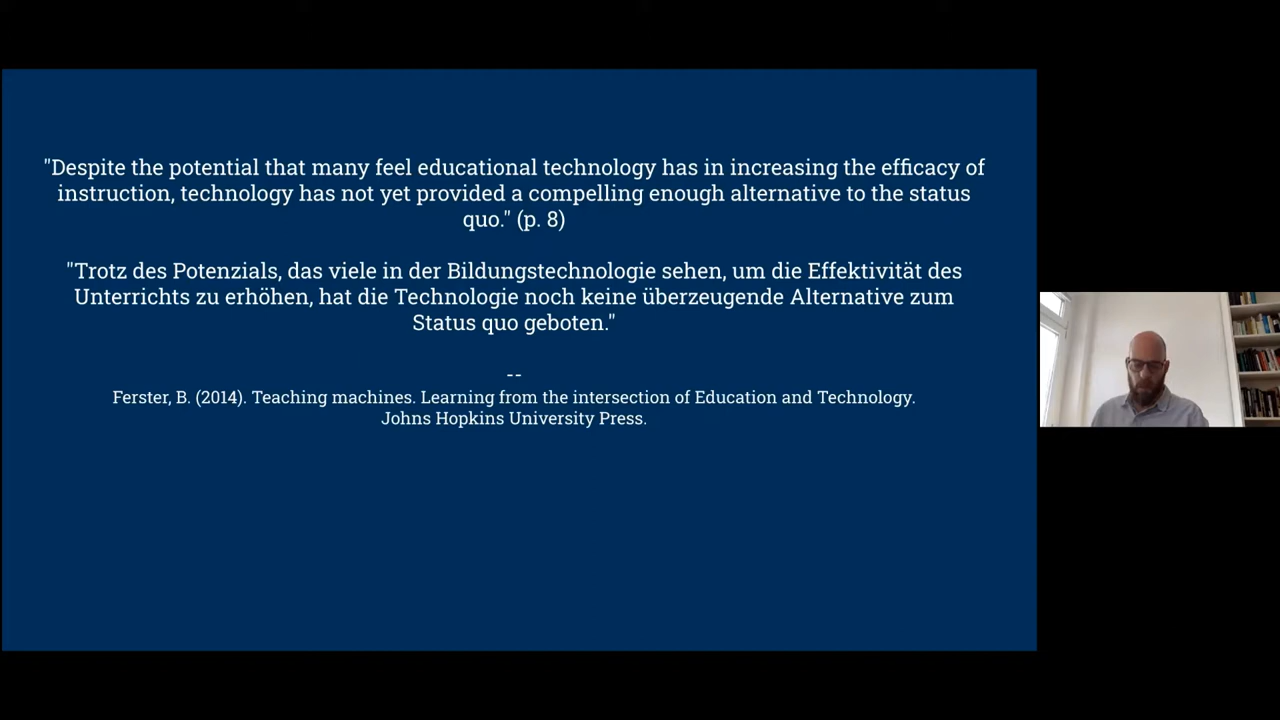 "Despite the potential that many feel educational technology has in increasing the efficacy of
instruction, technology has not yet provided a compelling enough alternative to the status
quo." (p. 8)
"Trotz des Potenzials, das viele in der Bildungstechnologie sehen, um die Effektivität des
Unterrichts zu erhöhen, hat die Technologie noch keine überzeugende Alternative zum
Status quo geboten."
--
Ferster, B. (2014). Teaching machines. Learning from the intersection of Education and Technology.
Johns Hopkins University Press.